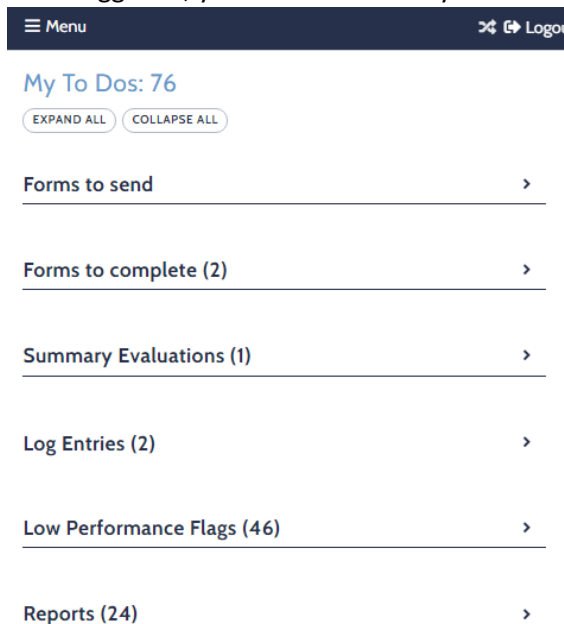 Menu Logou
My To Dos: 76
EXPAND ALL COLLAPSE ALL
Forms to send
Forms to complete (2)
Summary Evaluations (1)
Log Entries (2)
Low Performance Flags (46)
Reports (24)